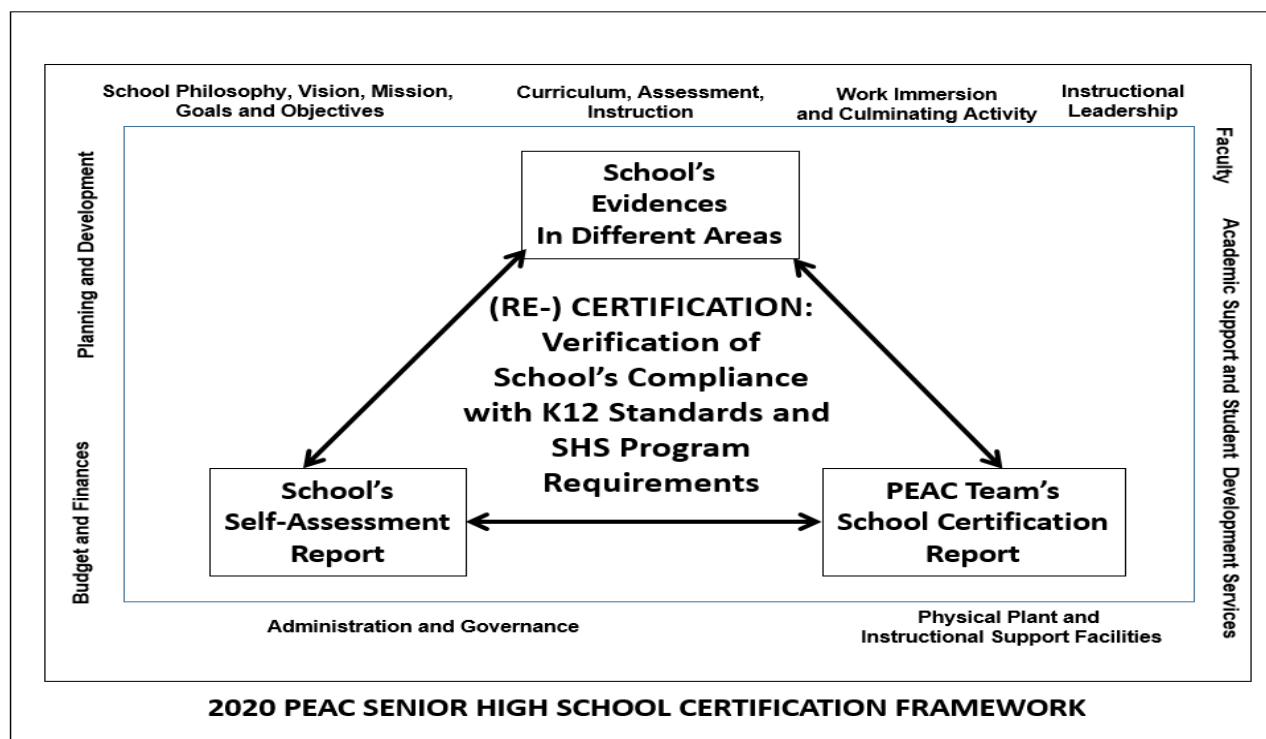 School Philosophy, Vision, Mission,
Goals and Objectives
Curriculum, Assessment,
Instruction
Work Immersion
and Culminating Activity
Instructional
Leadership
Faculty
Academic Support and Student Development Services
Planning and Development
Budget and Finances
School's
Evidences
In Different Areas
(RE-) CERTIFICATION:
Verification of
School's Compliance
with K12 Standards and
SHS Program
Requirements
School's
Self-Assessment
Report
PEAC Team's
School Certification
Report
Administration and Governance
Physical Plant and
Instructional Support Facilities
2020 PEAC SENIOR HIGH SCHOOL CERTIFICATION FRAMEWORK